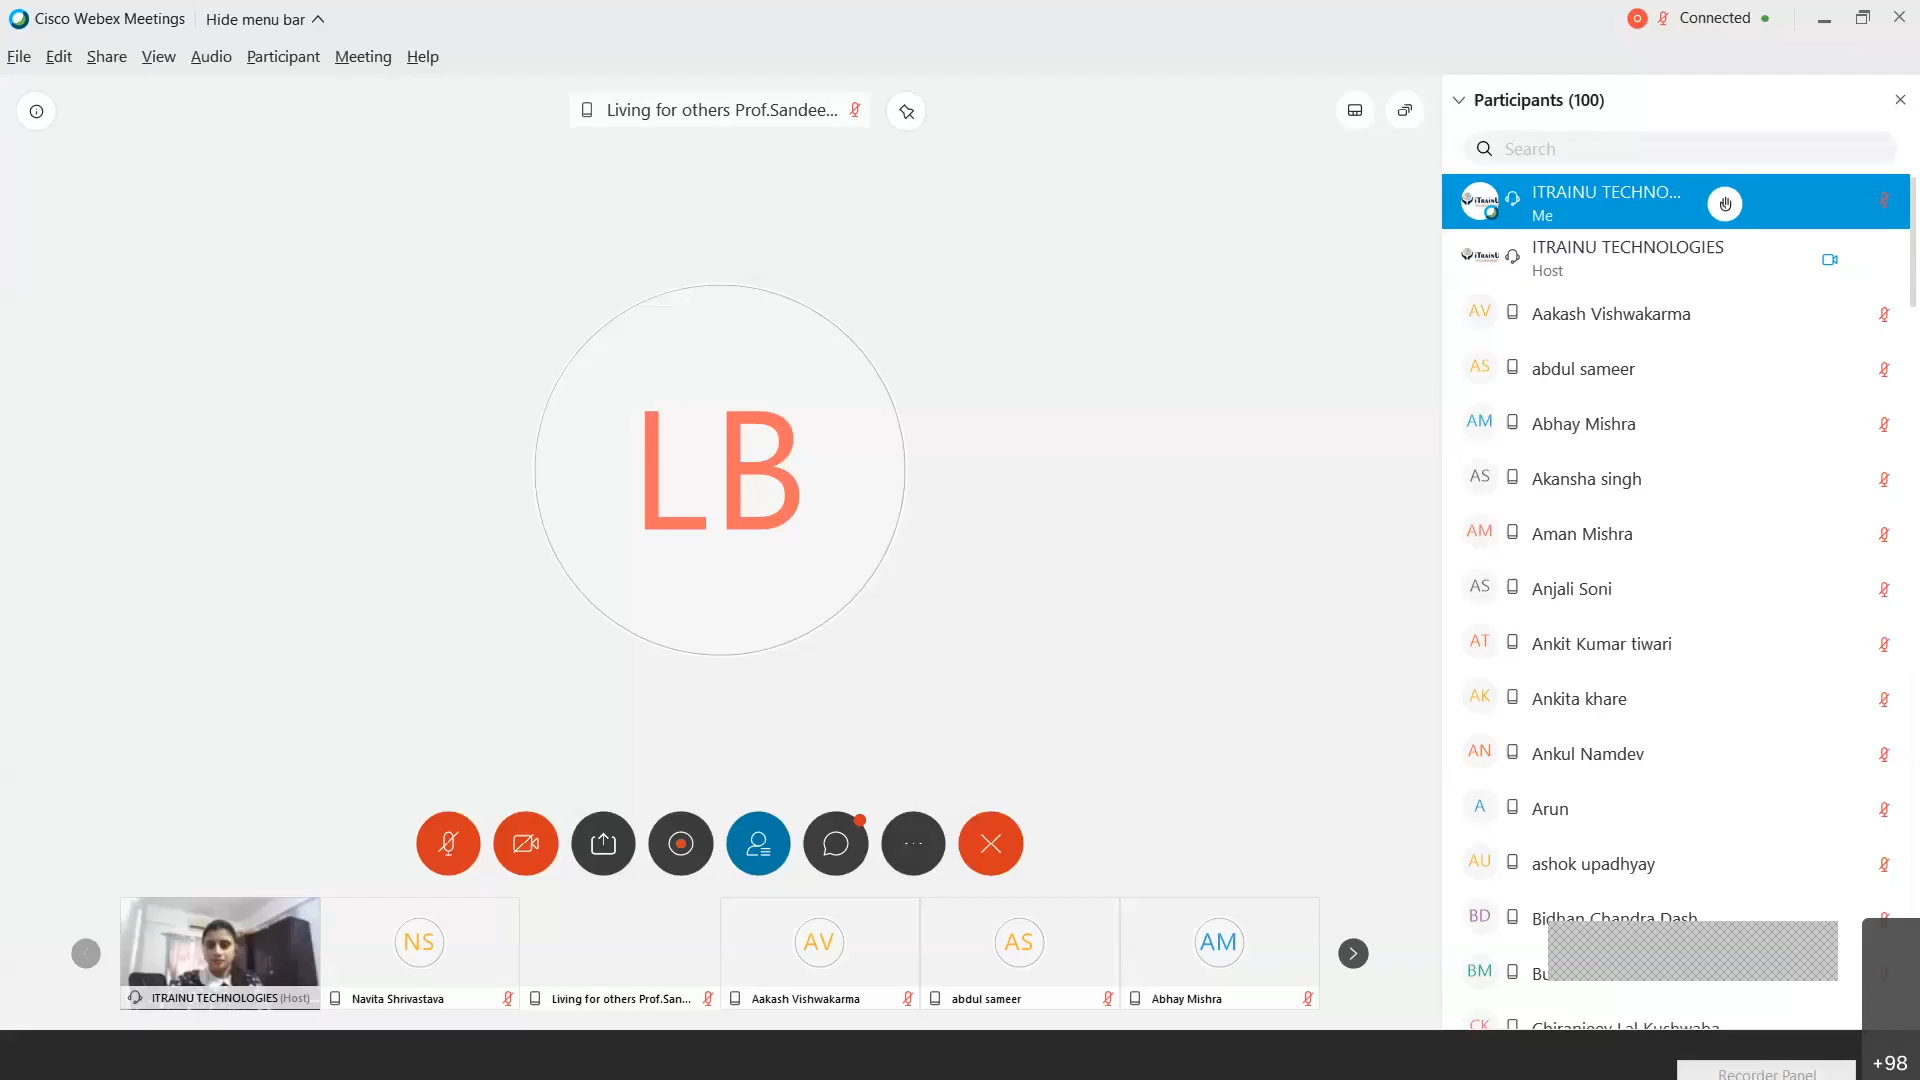 Cisco Webex Meetings
Hide menu bar
Connected
File Edit Share View Audio Participant Meeting Help
Living for others Prof.Sandee...
Participants (100)
Search
ITRAINU TECHNO...
Me
ITRAINU TECHNOLOGIES
Host
AV Aakash Vishwakarma
AS abdul sameer
AM Abhay Mishra
AS Akansha singh
AM Aman Mishra
AS Anjali Soni
AT Ankit Kumar tiwari
AK Ankita khare
AN Ankul Namdev
A Arun
AU ashok upadhyay
BD Bidhan Chandra Dash
BM
CK Chiranjeev Lal Kushwaha
LB
NS
AV
AS
AM
ITRAINU TECHNOLOGIES (Host)
Navita Shrivastava
Living for others Prof.San...
Aakash Vishwakarma
abdul sameer
Abhay Mishra
+98
Recorder Panel